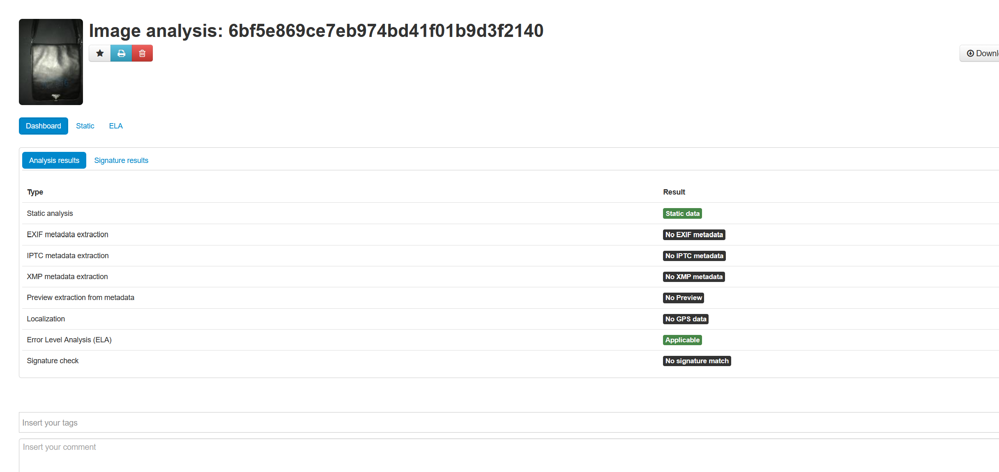 Image analysis: 6bf5e869ce7eb974bd41f01b9d3f2140
Dashboard
Static
ELA
Analysis results
Signature results
Type
Result
Static analysis
Static data
EXIF metadata extraction
No EXIF metadata
IPTC metadata extraction
No IPTC metadata
XMP metadata extraction
No XMP metadata
Preview extraction from metadata
No Preview
Localization
No GPS data
Error Level Analysis (ELA)
Applicable
Signature check
No signature match
Insert your tags
Insert your comment